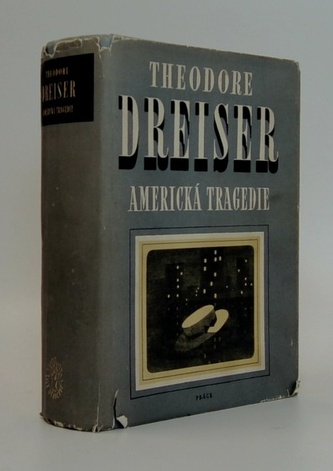 THEODORE
DREISER
AMERICKÁ TRAGEDIE
THEODORE
DREISER
AMERICKÁ TRAGEDIE
PRÁCE